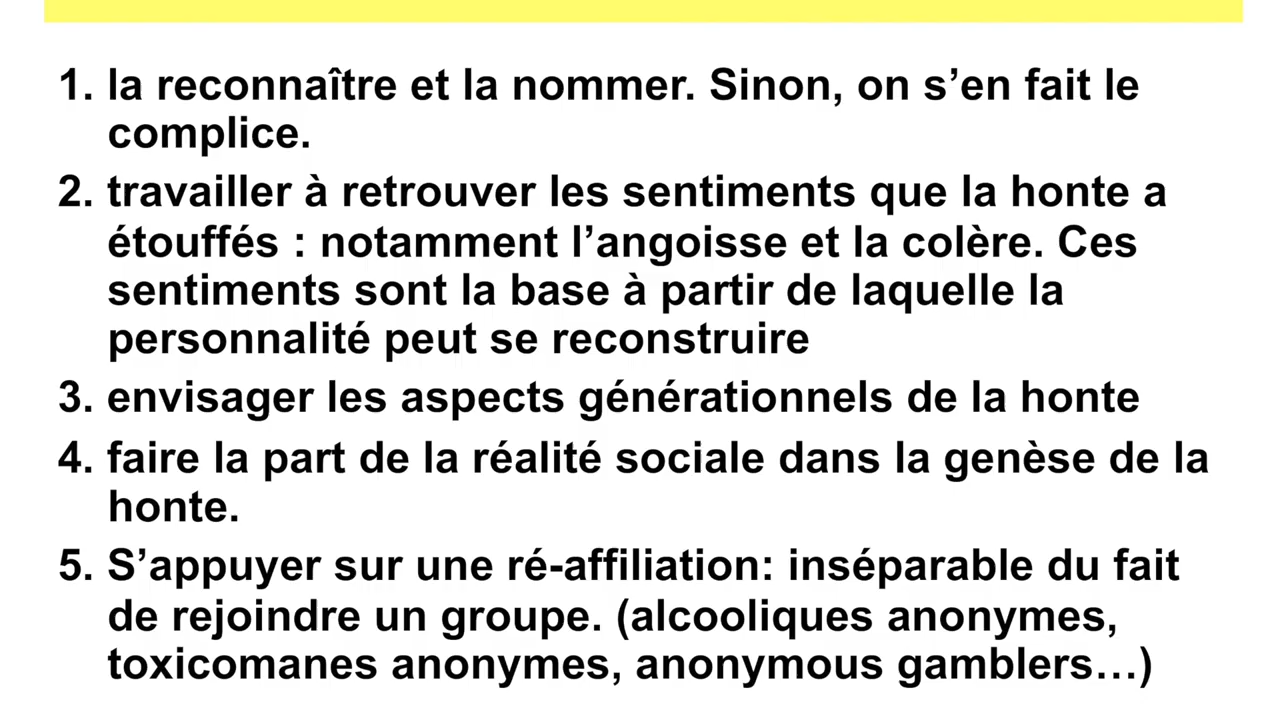 1. la reconnaître et la nommer. Sinon, on s’en fait le
complice.
2. travailler à retrouver les sentiments que la honte a
étouffés : notamment l’angoisse et la colère. Ces
sentiments sont la base à partir de laquelle la
personnalité peut se reconstruire
3. envisager les aspects générationnels de la honte
4. faire la part de la réalité sociale dans la genèse de la
honte.
5. S’appuyer sur une ré-affiliation: inséparable du fait
de rejoindre un groupe. (alcooliques anonymes,
toxicomanes anonymes, anonymous gamblers…)